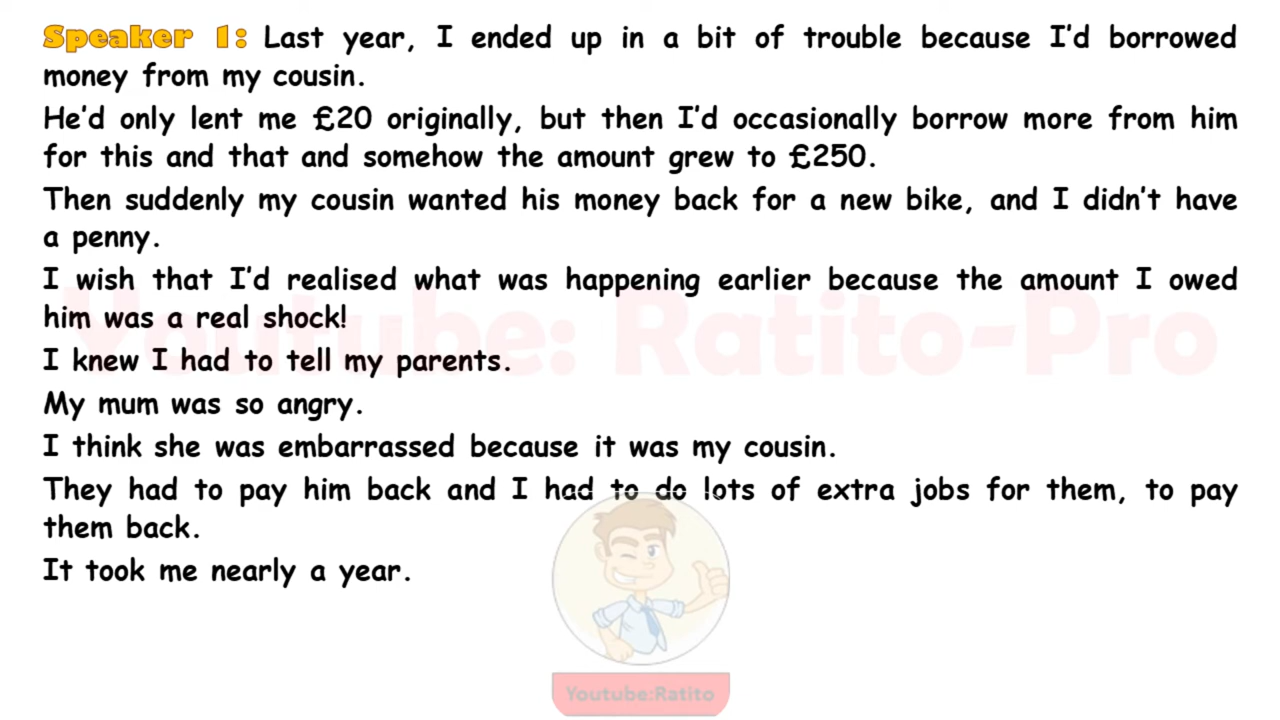 Speaker 1: Last year, I ended up in a bit of trouble because I'd borrowed
money from my cousin.
He'd only lent me £20 originally, but then I'd occasionally borrow more from him
for this and that and somehow the amount grew to £250.
Then suddenly my cousin wanted his money back for a new bike, and I didn't have
a penny.
I wish that I'd realised what was happening earlier because the amount I owed
him was a real shock!
Youtube: Ratito-Pro
I knew I had to tell my parents.
My mum was so angry.
I think she was embarrassed because it was my cousin.
They had to pay him back and I had to do lots of extra jobs for them, to pay
them back.
It took me nearly a year.
Youtube:Ratito